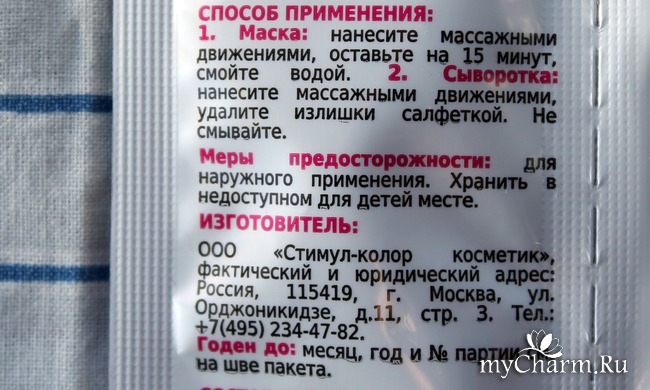 СПОСОБ ПРИМЕНЕНИЯ:
1. Маска: нанесите массажными
движениями, оставьте на 15 минут,
смойте водой. 2. Сыворотка:
нанесите массажными движениями,
удалите излишки салфеткой. Не
смывайте.
Меры предосторожности: для
наружного применения. Хранить в
недоступном для детей месте.
ИЗГОТОВИТЕЛЬ:
ООО «Стимул-колор косметик»,
фактический и юридический адрес:
Россия, 115419, г. Москва, ул.
Орджоникидзе, д.11, стр. 3. Тел.:
+7(495) 234-47-82.
Годен до: месяц, год и № партии
на шве пакета.
myCharm.Ru